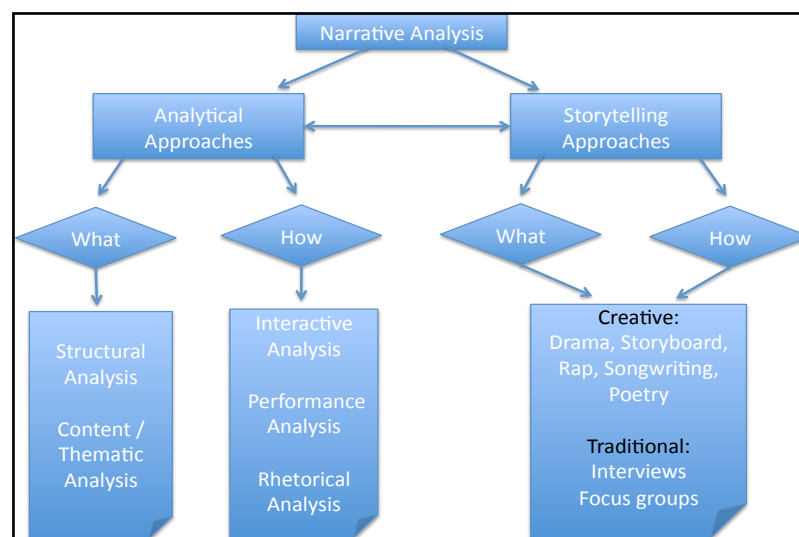 Narrative Analysis
Analytical
Approaches
Storytelling
Approaches
What
How
What
How
Structural
Analysis
Content /
Thematic
Analysis
Interactive
Analysis
Performance
Analysis
Rhetorical
Analysis
Creative:
Drama, Storyboard,
Rap, Songwriting,
Poetry
Traditional:
Interviews
Focus groups